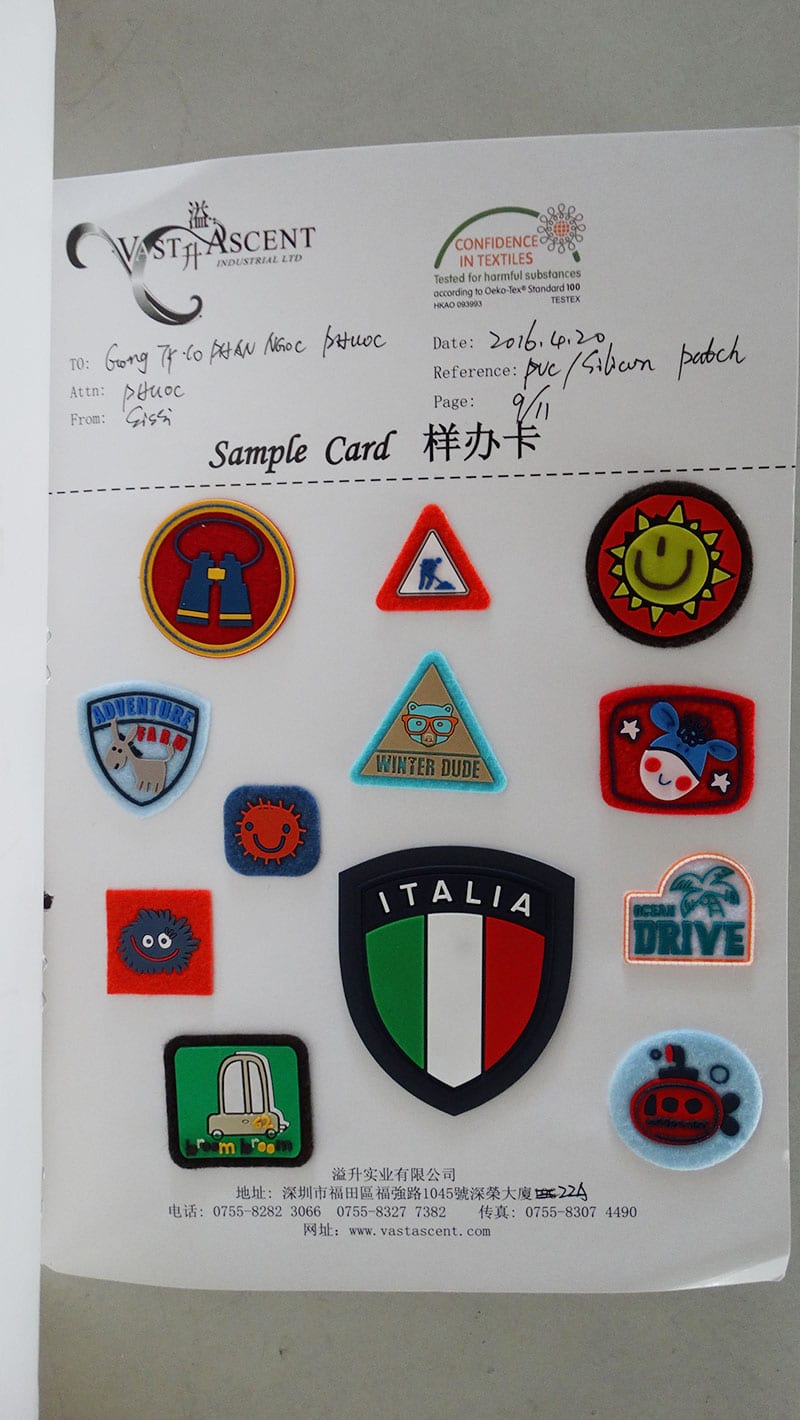 溢
升
VAST ASCENT
INDUSTRIAL LTD
CONFIDENCE
IN TEXTILES
Tested for harmful substances
according to Oeko-Tex® Standard 100
HKAO 093993 TESTEX
TO: Cong Ty Co PHAN NGOC PHUOC
Attn: PHUOC
From: Sissi
Date: 2016.4.20
Reference: PVC/Silicon patch
Page: 9/11
Sample Card 样办卡
ADVENTURE
FARM
WINTER DUDE
ITALIA
OCEAN
DRIVE
broom broom
溢升实业有限公司
地址: 深圳市福田區福強路1045號深榮大廈22A
电话: 0755-8282 3066 0755-8327 7382 传真: 0755-8307 4490
网址: www.vastascent.com